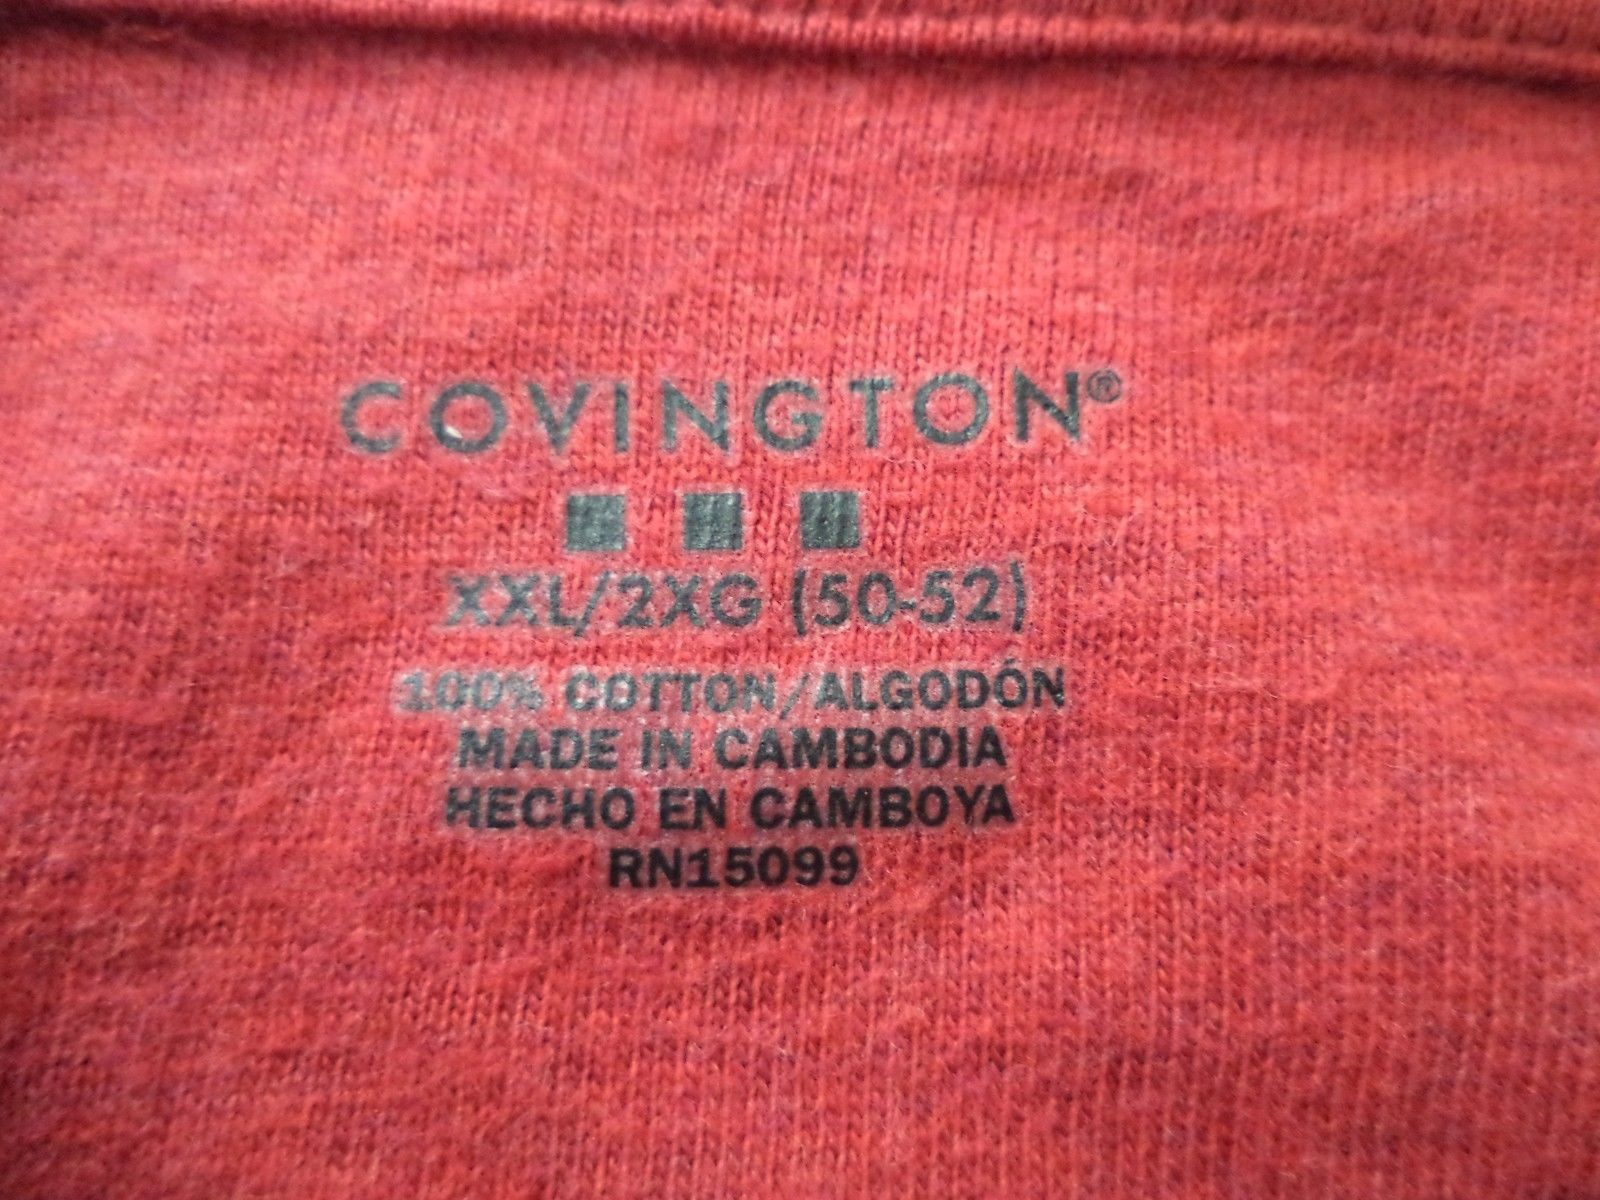 COVINGTON®
XXL/2XG (50-52)
100% COTTON/ALGODÓN
MADE IN CAMBODIA
HECHO EN CAMBOYA
RN15099